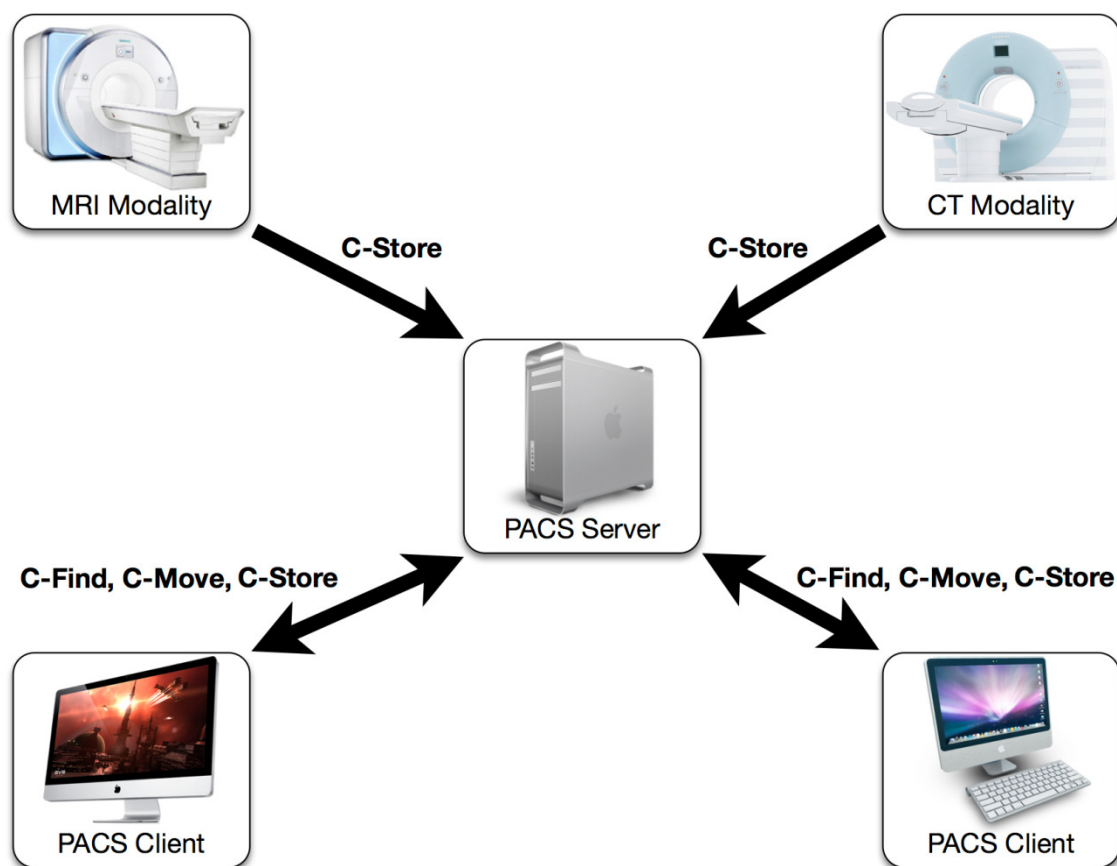 MRI Modality
CT Modality
C-Store
C-Store
PACS Server
C-Find, C-Move, C-Store
C-Find, C-Move, C-Store
PACS Client
PACS Client